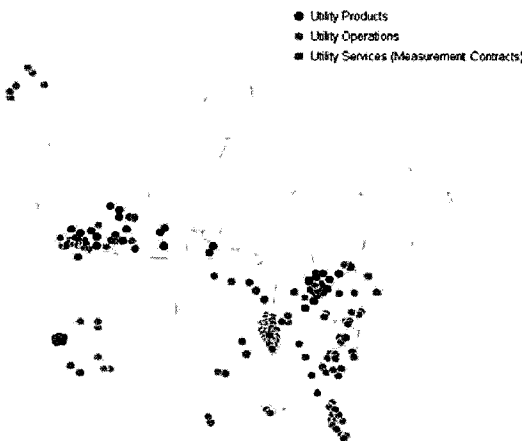 Utility Products
Utility Operations
Utility Services (Measurement Contracts)